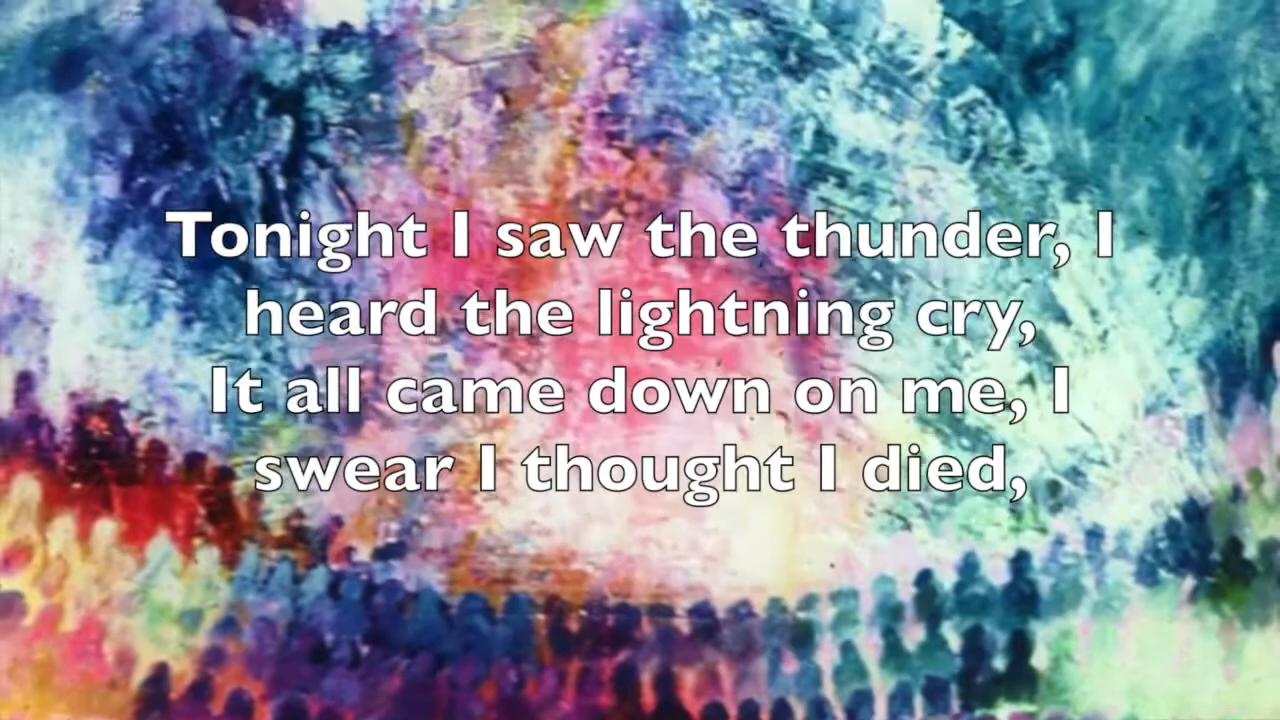 Tonight I saw the thunder, I
heard the lightning cry,
It all came down on me, I
swear I thought I died,